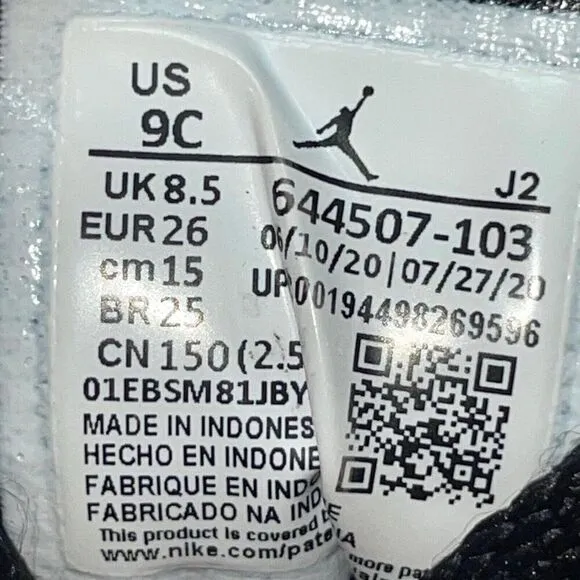 US
9C
J2
UK 8.5
EUR 26
cm 15
BR 25
CN 150 (2.5
01EBSM81JBY
644507-103
/10/20 | 07/27/20
00194498269596
MADE IN INDONES
HECHO EN INDONE
FABRIQUE EN IND
FABRICADO NA IND
This product is covered
www.nike.com/pate
more pa